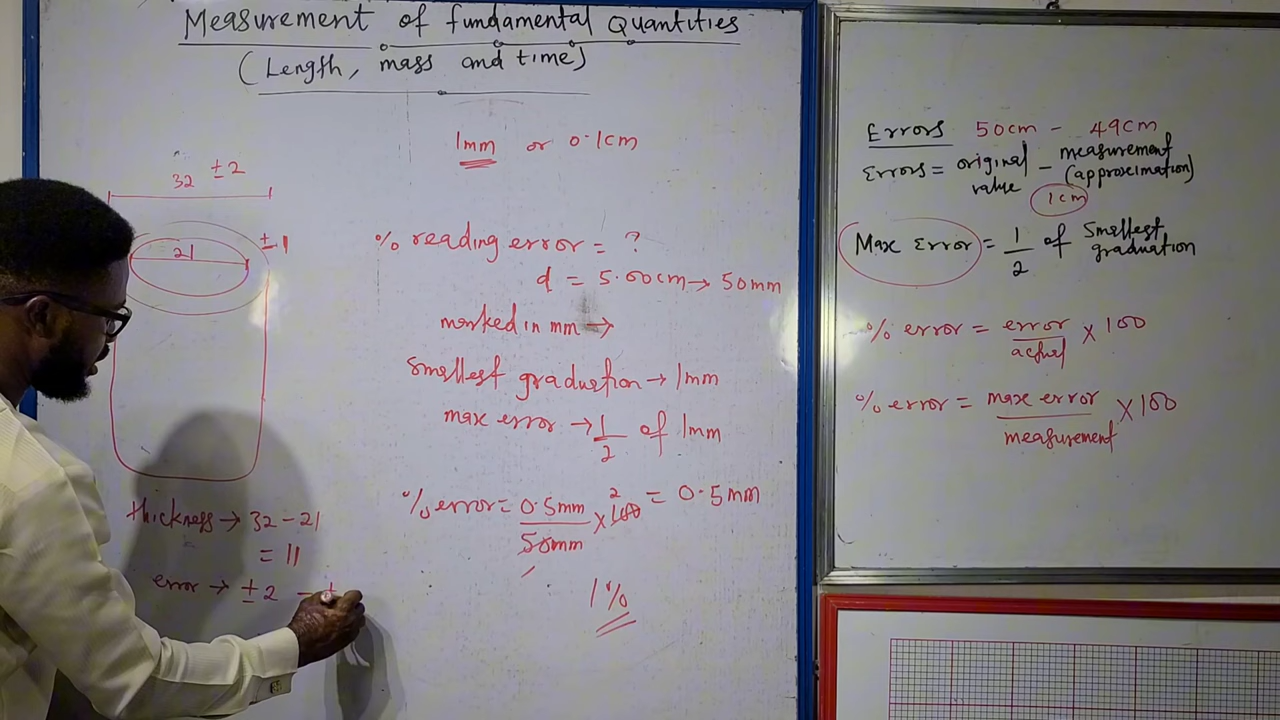 Measurement of fundamental Quantities
(Length, mass and time)
1mm or 0.1cm
32 ±2
21 ±1
% reading error = ?
d = 5.00cm → 50mm
marked in mm →
Smallest graduation → 1mm
max error → 1/2 of 1mm
% error = 0.5mm/50mm × 100 2 = 0.5mm
1%
thickness → 32 - 21
= 11
error → ±2 - ±
Errors 50cm - 49cm
Errors = original value - measurement (approximation)
1cm
Max Error = 1/2 of Smallest graduation
% error = error/actual × 100
% error = max error/measurement × 100